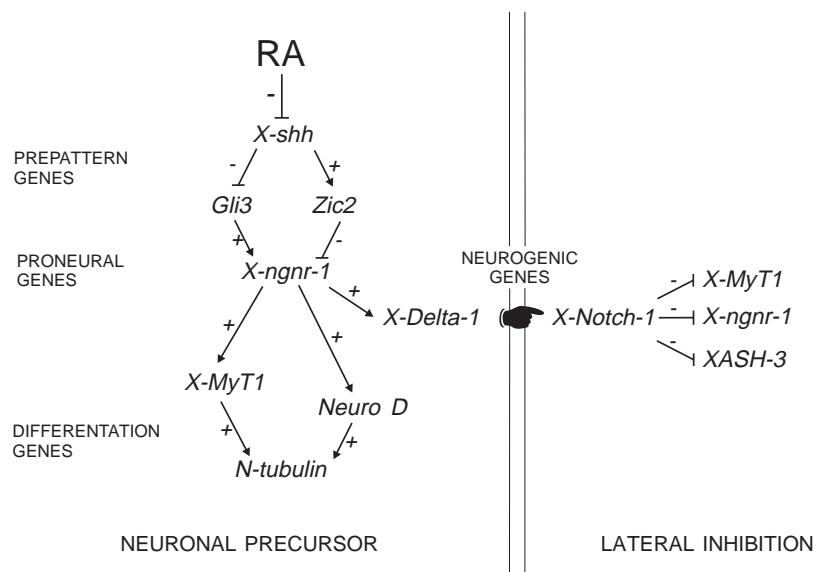 RA
-
X-shh
PREPATTERN
GENES
- +
Gli3 Zic2
+ -
PRONEURAL
GENES
X-ngnr-1
NEUROGENIC
GENES
+
X-Delta-1
X-Notch-1
- X-MyT1
- X-ngnr-1
- XASH-3
+ +
X-MyT1
Neuro D
DIFFERENTATION
GENES
+ +
N-tubulin
NEURONAL PRECURSOR
LATERAL INHIBITION